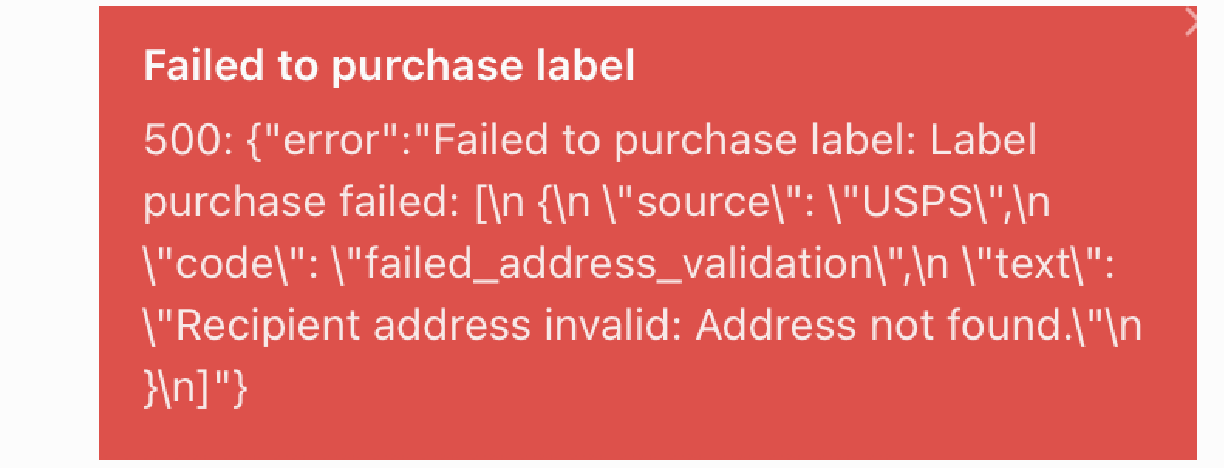 Failed to purchase label
500: {"error":"Failed to purchase label: Label
purchase failed: [\n {\n \"source\": \"USPS\",\n
\"code\": \"failed_address_validation\",\n \"text\":
\"Recipient address invalid: Address not found.\"\n
}\n]"}